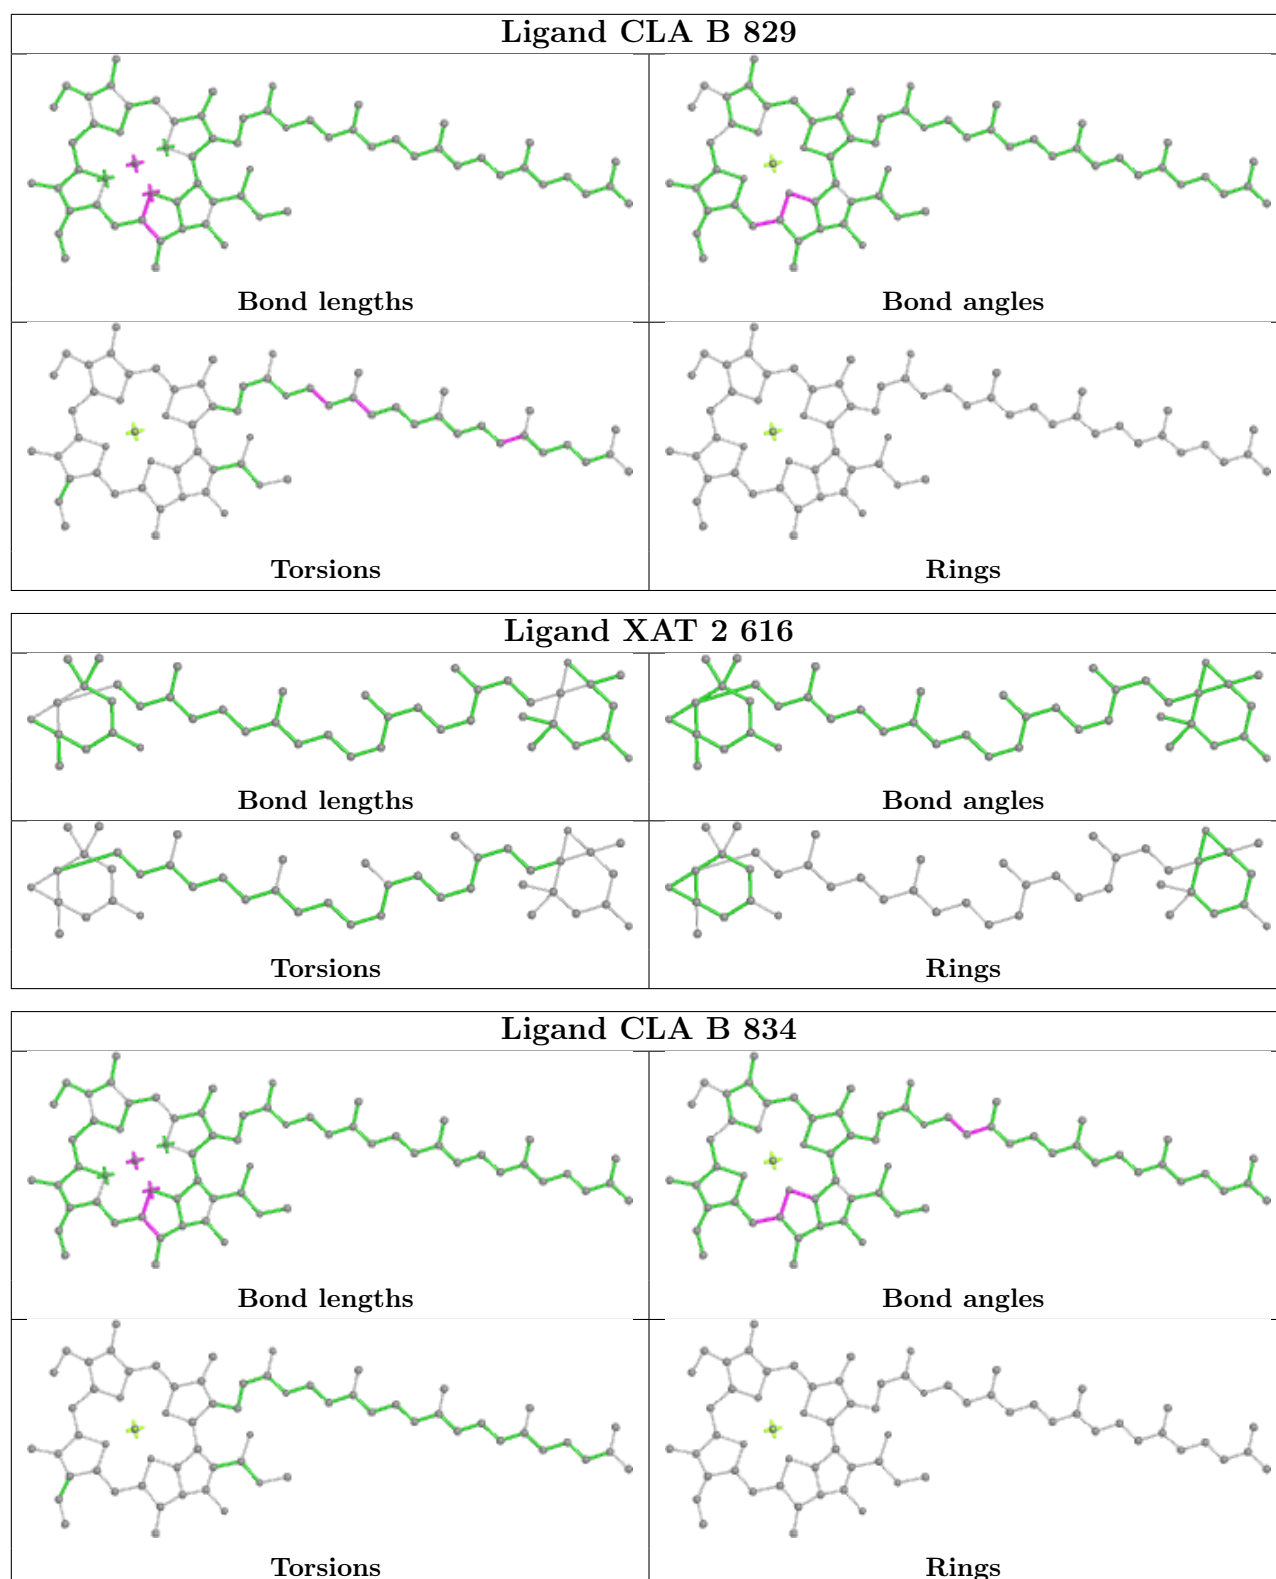 Ligand CLA B 829
Bond lengths
Bond angles
Torsions
Rings
Ligand XAT 2 616
Bond lengths
Bond angles
Torsions
Rings
Ligand CLA B 834
Bond lengths
Bond angles
Torsions
Rings